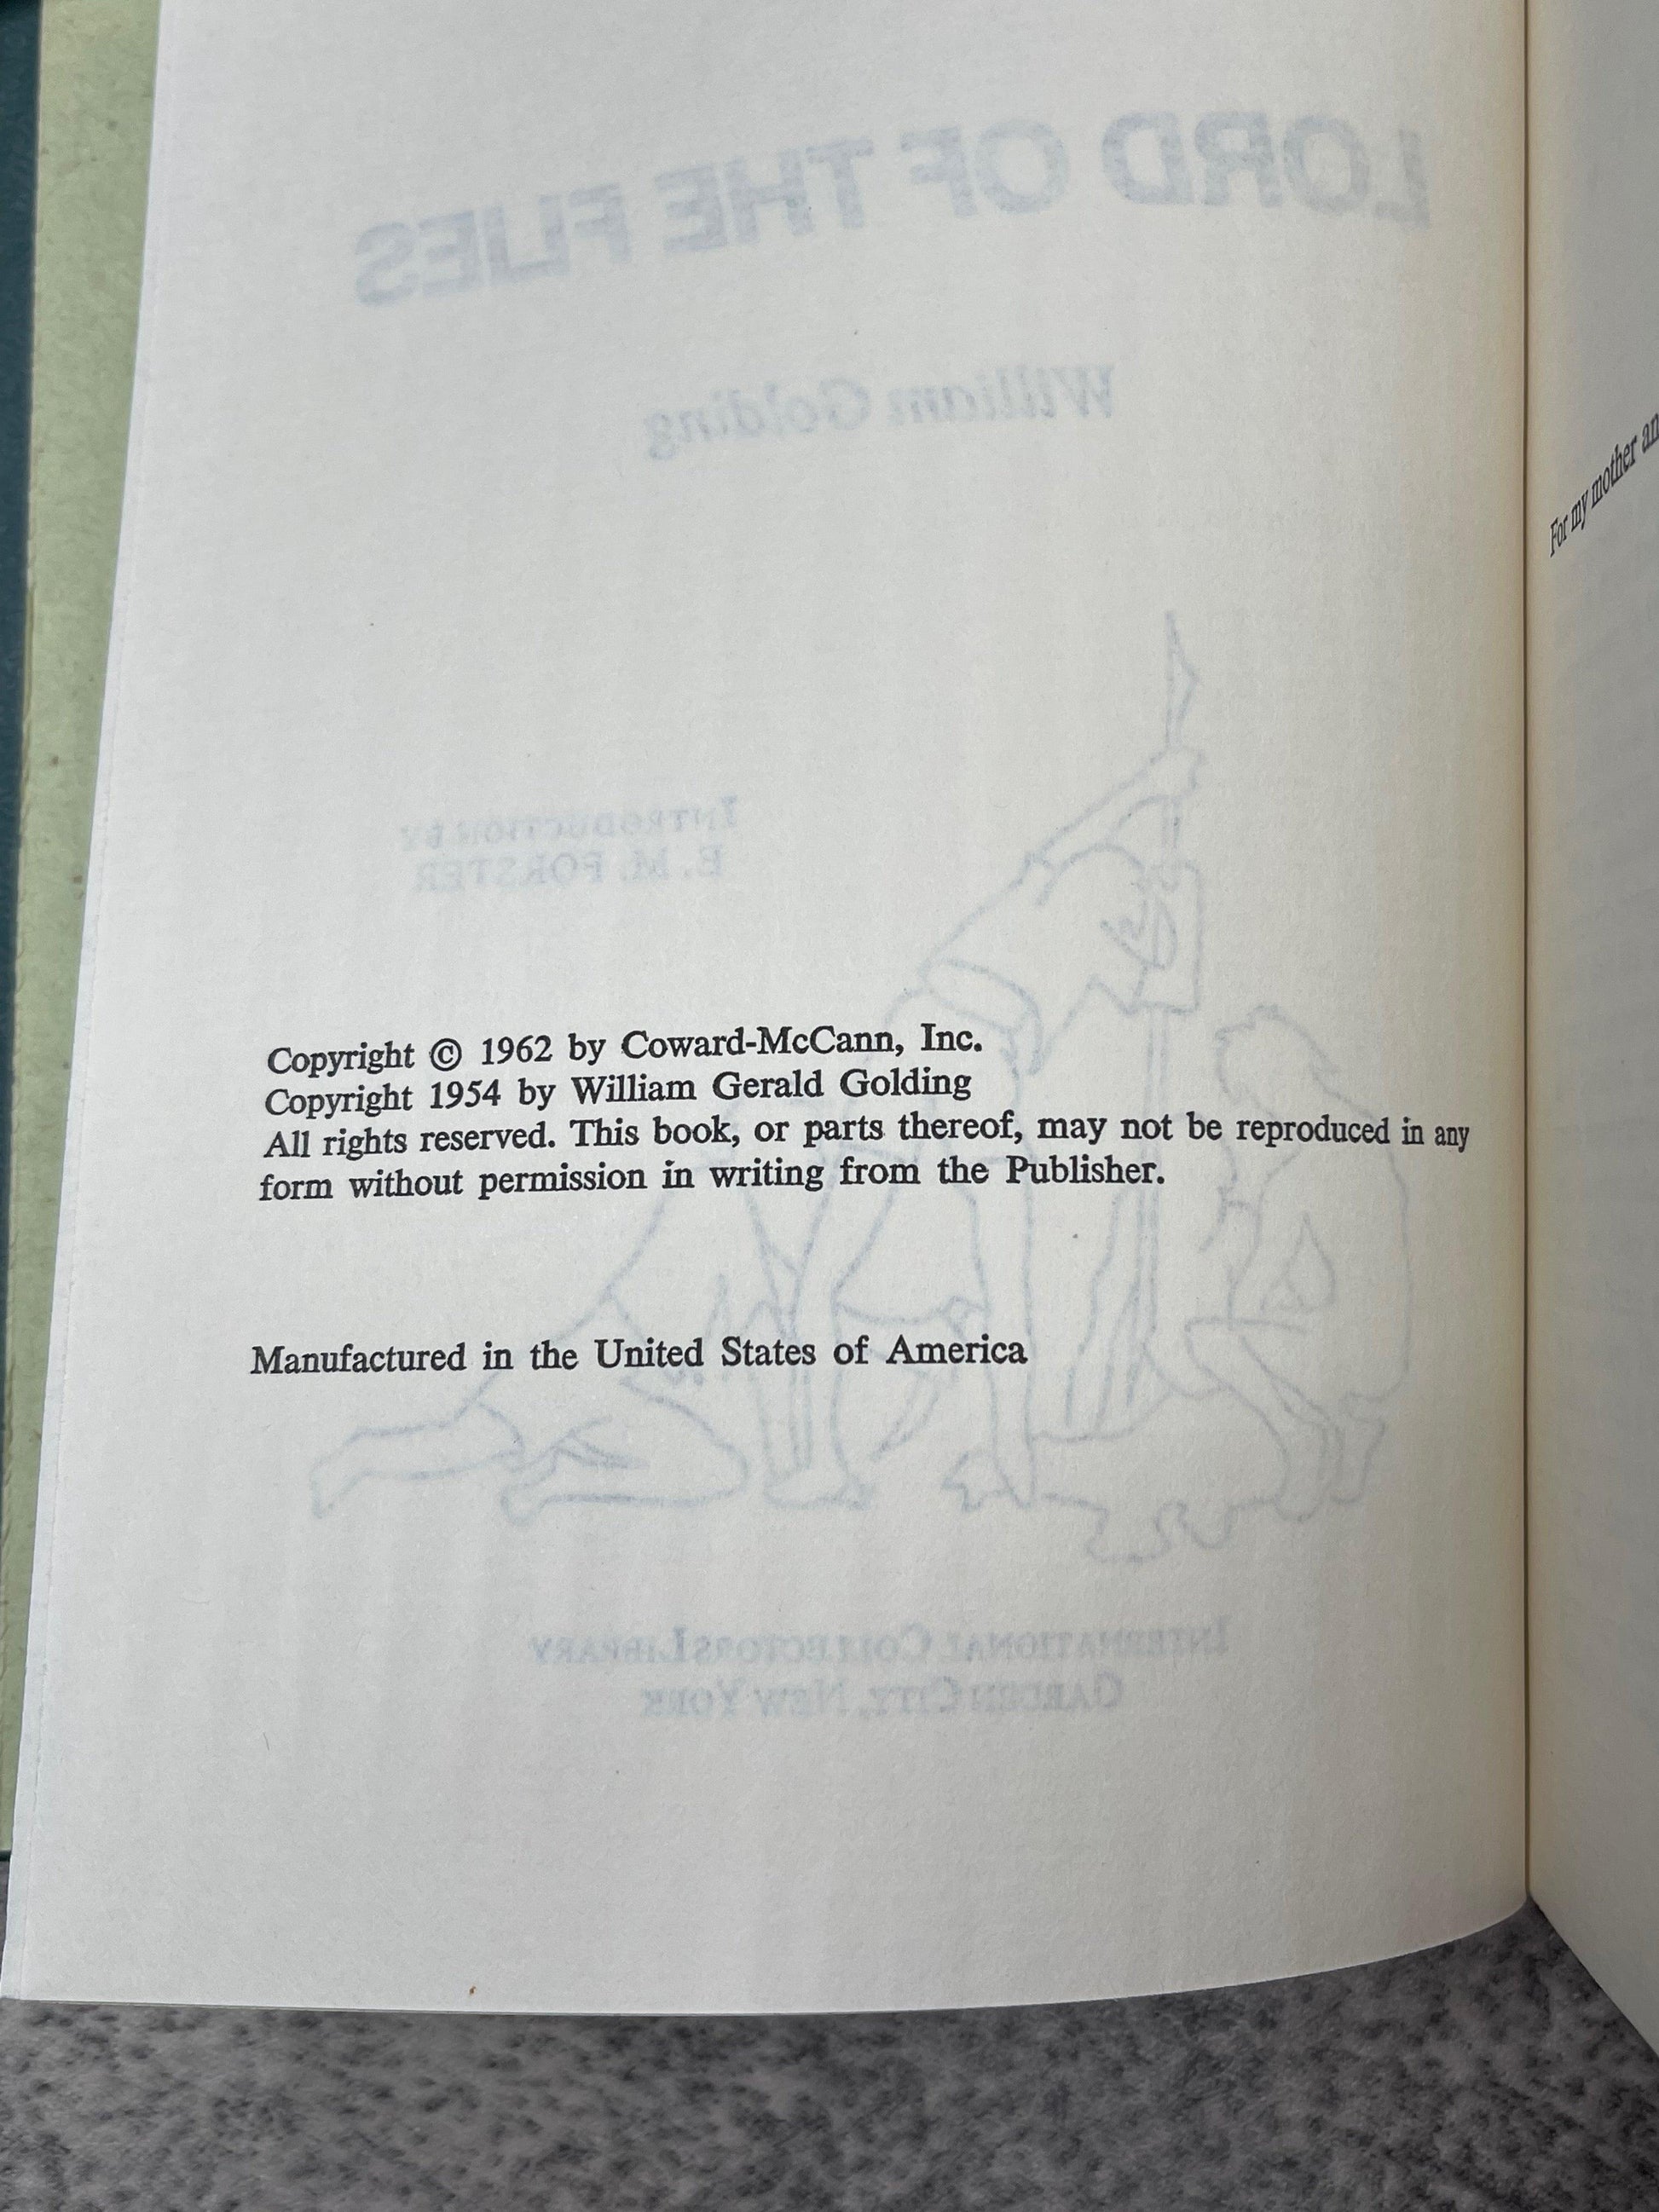 LORD OF THE FLIES
William Golding
INTRODUCTION BY
E. M. FORSTER
Copyright © 1962 by Coward-McCann, Inc.
Copyright 1954 by William Gerald Golding
All rights reserved. This book, or parts thereof, may not be reproduced in any
form without permission in writing from the Publisher.
Manufactured in the United States of America
INTERNATIONAL COLLECTORS LIBRARY
GARDEN CITY, NEW YORK
For my mother